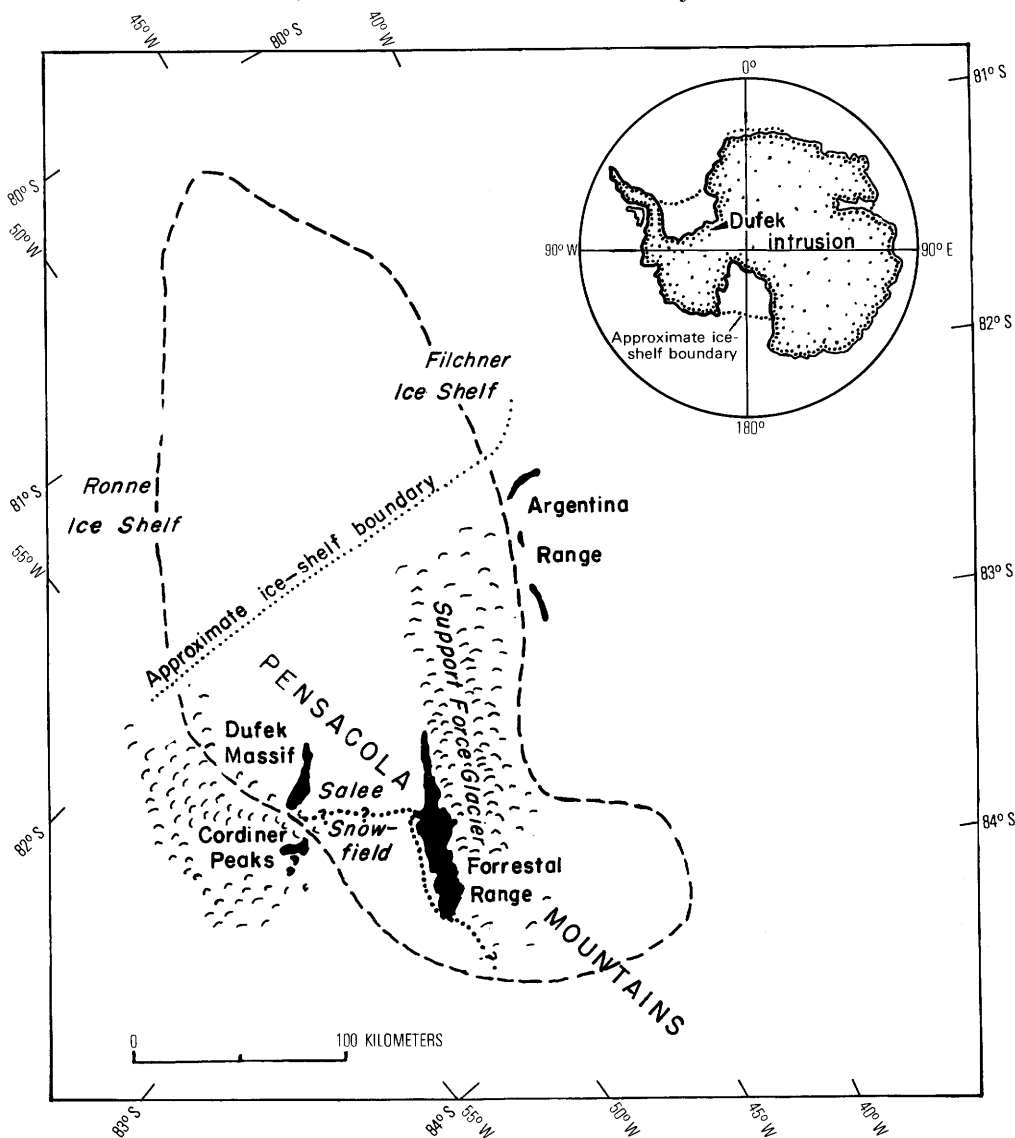 45° W
80° S
40° W
81° S
0°
80° S
50° W
Dufek
intrusion
90° W
90° E
82° S
Approximate ice-
shelf boundary
180°
Filchner
Ice Shelf
Ronne
Ice Shelf
81° S
55° W
Argentina
Range
83° S
Approximate ice-shelf boundary
Support Force Glacier
PENSACOLA
Dufek
Massif
Salee
? ?
Snow-
field
Cordiner
Peaks
82° S
84° S
Forrestal
Range
MOUNTAINS
0 100 KILOMETERS
83° S
84° S
55° W
50° W
45° W
40° W